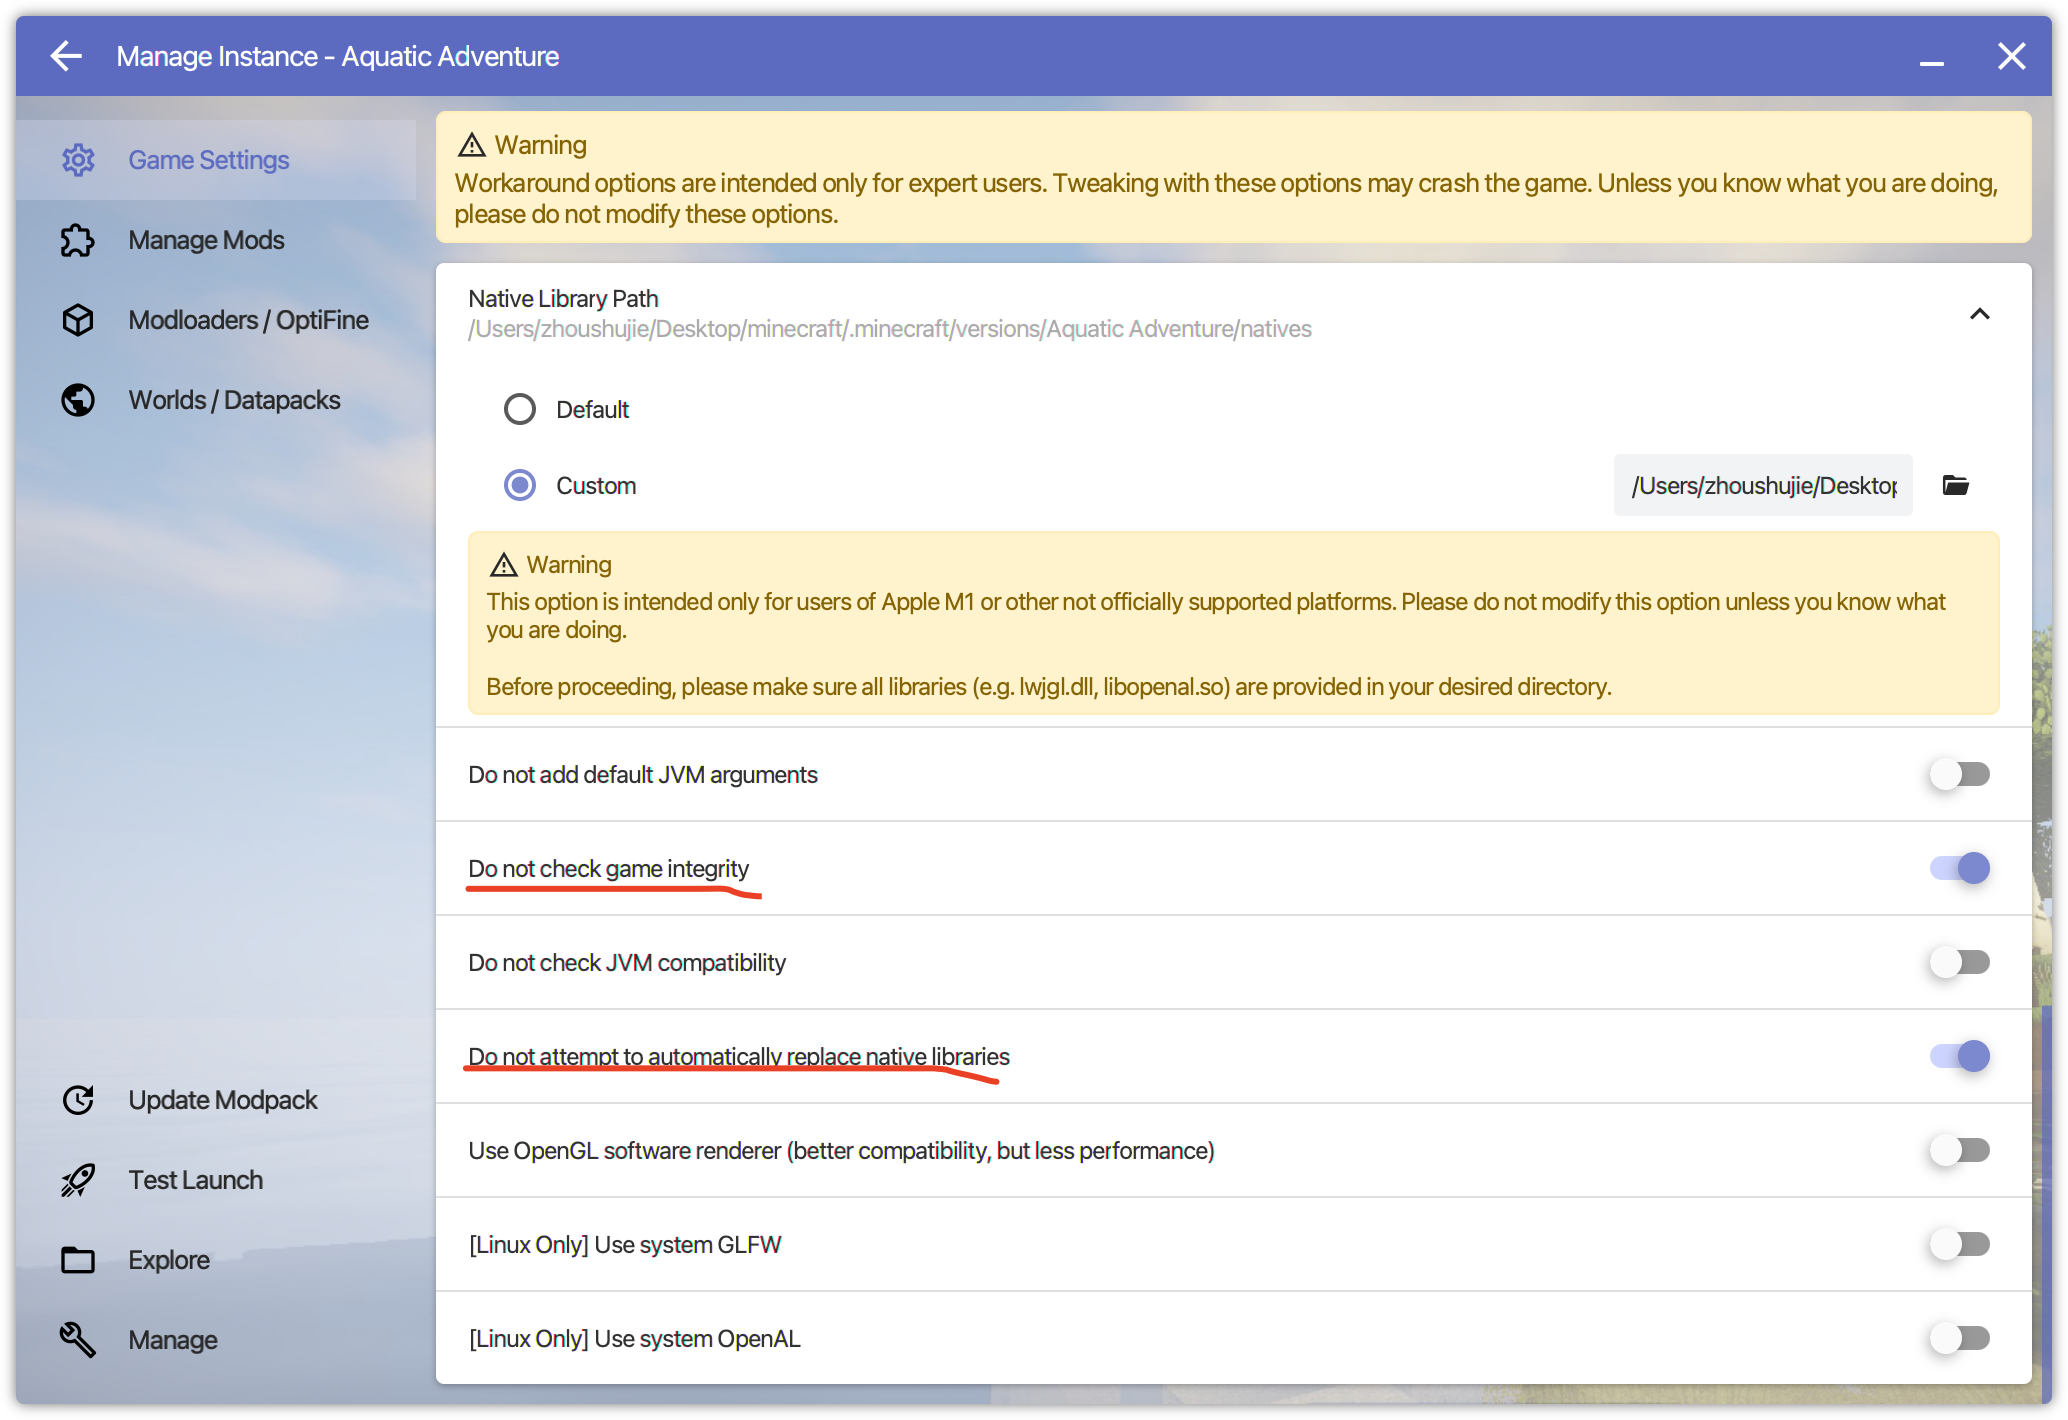 Manage Instance - Aquatic Adventure
Game Settings
Manage Mods
Modloaders / OptiFine
Worlds / Datapacks
Update Modpack
Test Launch
Explore
Manage
Warning
Workaround options are intended only for expert users. Tweaking with these options may crash the game. Unless you know what you are doing,
please do not modify these options.
Native Library Path
/Users/zhoushujie/Desktop/minecraft/.minecraft/versions/Aquatic Adventure/natives
Default
Custom
/Users/zhoushujie/Desktop
Warning
This option is intended only for users of Apple M1 or other not officially supported platforms. Please do not modify this option unless you know what
you are doing.
Before proceeding, please make sure all libraries (e.g. lwjgl.dll, libopenal.so) are provided in your desired directory.
Do not add default JVM arguments
Do not check game integrity
Do not check JVM compatibility
Do not attempt to automatically replace native libraries
Use OpenGL software renderer (better compatibility, but less performance)
[Linux Only] Use system GLFW
[Linux Only] Use system OpenAL